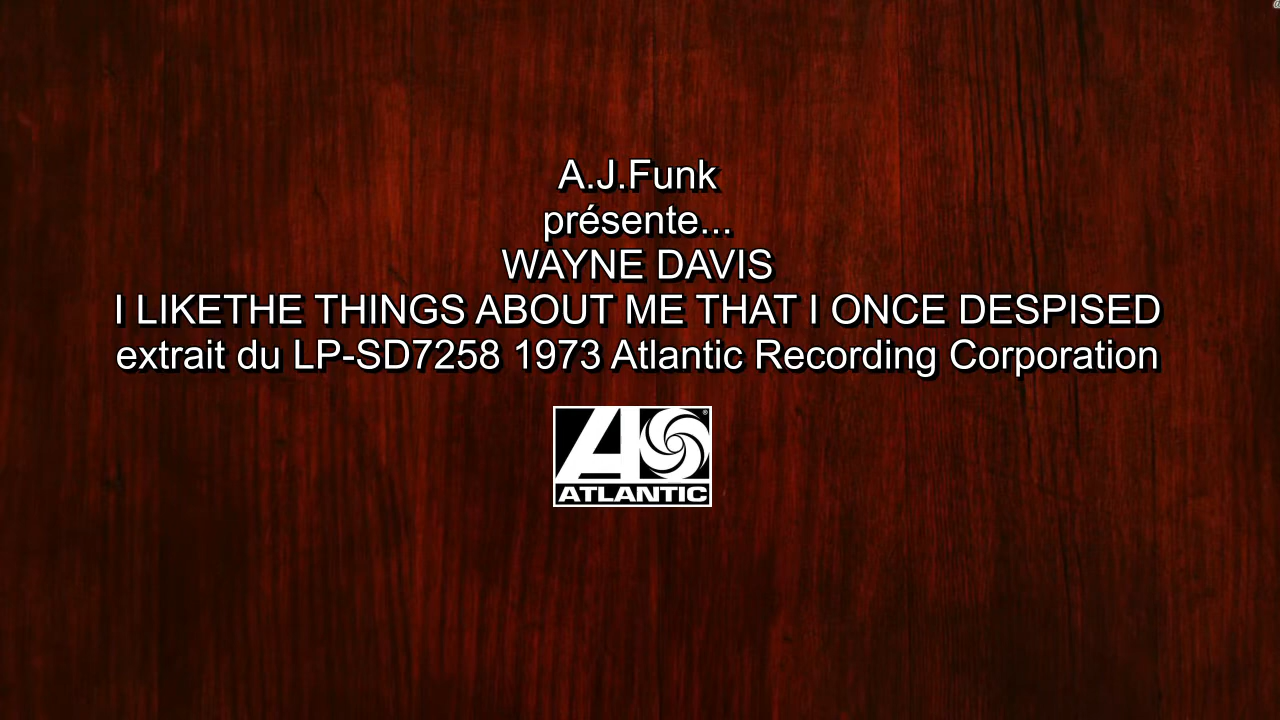 A.J.Funk
présente...
WAYNE DAVIS
I LIKETHE THINGS ABOUT ME THAT I ONCE DESPISED
extrait du LP-SD7258 1973 Atlantic Recording Corporation
ATLANTIC